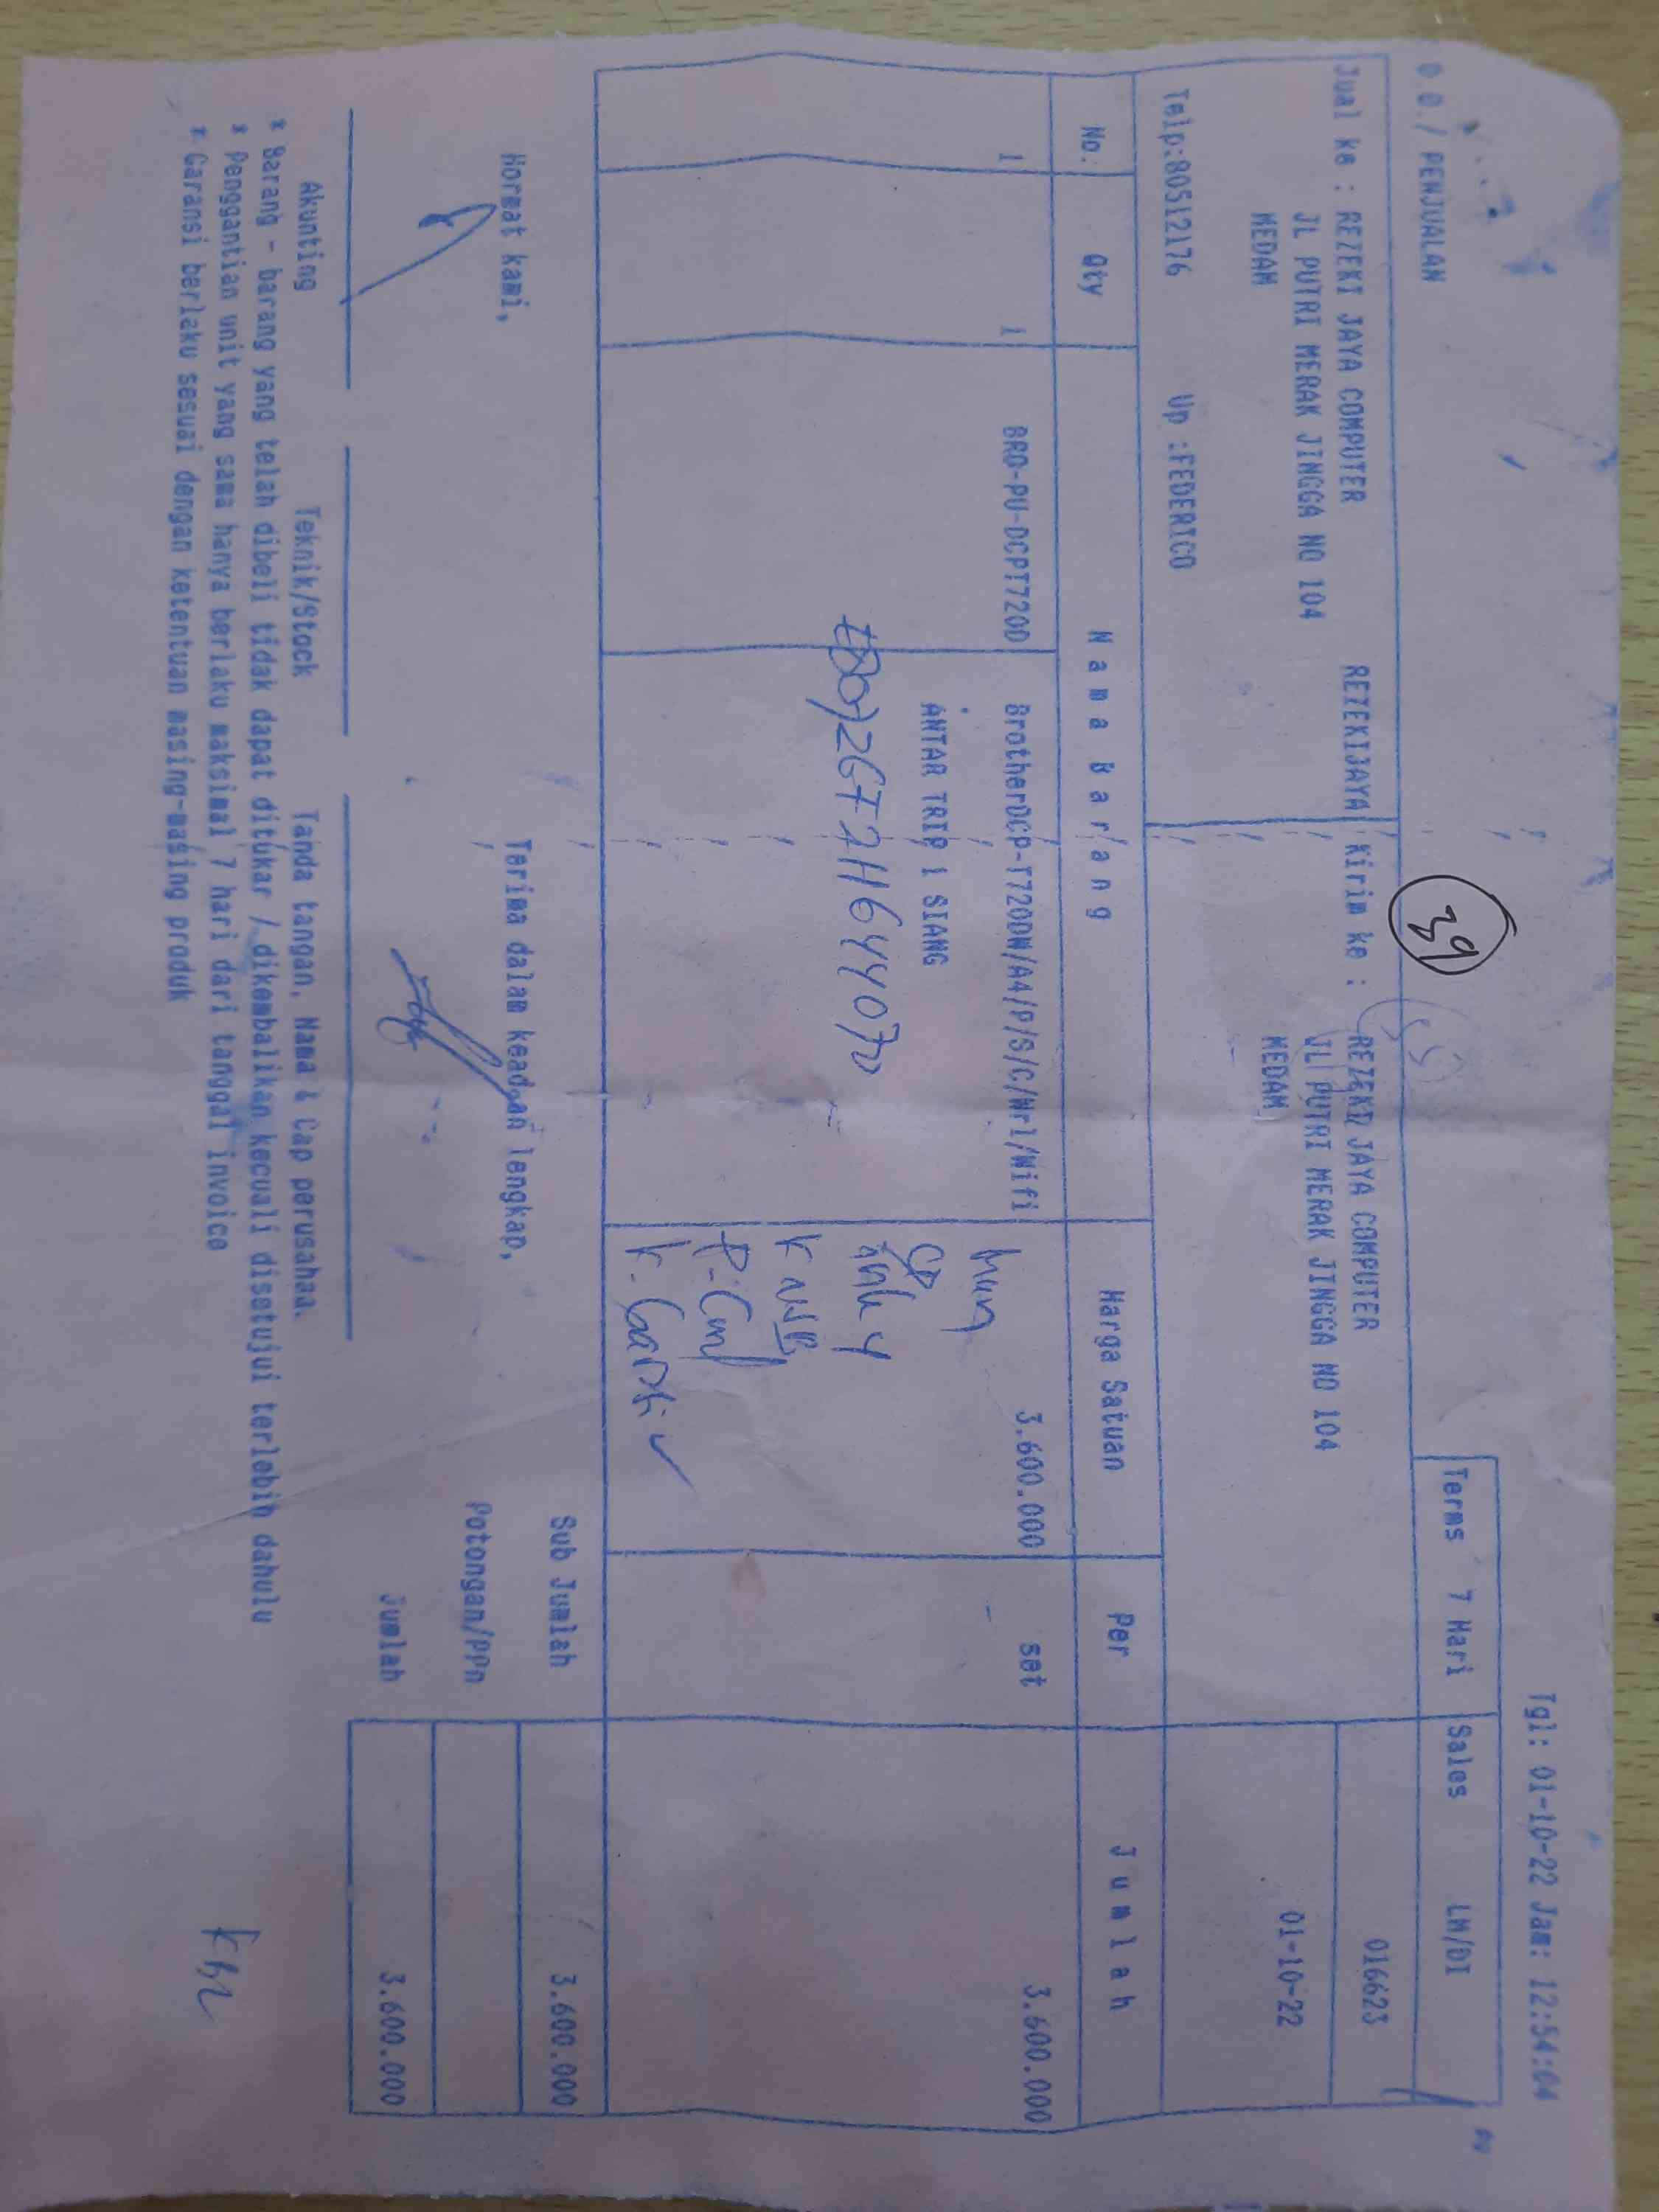 Tgl: 01-10-22 Jam: 12:54:04
D.O./ PENJUALAN
Terms 7 Hari Sales LM/DI
39
Jual ke : REZEKI JAYA COMPUTER REZEKIJAYA Kirim ke : REZEKI JAYA COMPUTER 016623
JL PUTRI MERAK JINGGA NO 104 JL PUTRI MERAK JINGGA NO 104
MEDAN MEDAN 01-10-22
Telp:80512176 Up :FEDERICO
No. Qty Nama Barang Harga Satuan Per Jumlah
1 1 BRO-PU-DCPT720D BrotherDCP-T720DW/A4/P/S/C/Wrl/Wifi 3.600.000 set 3.600.000
ANTAR TRIP 1 SIANG
CD
K. Garansi
Hormat kami, Terima dalam keadaan lengkap, Sub Jumlah 3.600.000
Potongan/PPn
Jumlah 3.600.000
Akunting Teknik/Stock Tanda tangan, Nama & Cap perusahaa.
* Barang - barang yang telah dibeli tidak dapat ditukar / dikembalikan kecuali disetujui terlebih dahulu
* Penggantian unit yang sama hanya berlaku maksimal 7 hari dari tanggal invoice
* Garansi berlaku sesuai dengan ketentuan masing-masing produk